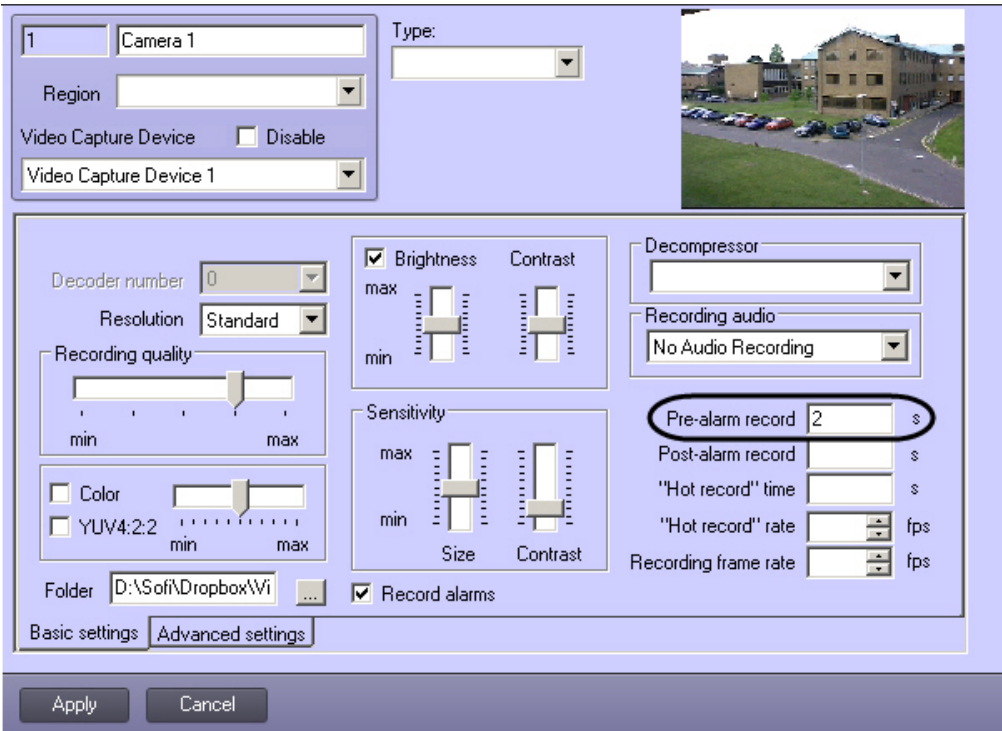 1 Camera 1
Type:
Region
Video Capture Device Disable
Video Capture Device 1
Decoder number 0
Resolution Standard
Recording quality
min max
Color
YUV4:2:2
min max
Folder D:\Sofi\Dropbox\Vi ...
Brightness Contrast
max
min
Sensitivity
max
min
Size Contrast
Record alarms
Decompressor
Recording audio
No Audio Recording
Pre-alarm record 2 s
Post-alarm record s
"Hot record" time s
"Hot record" rate fps
Recording frame rate fps
Basic settings Advanced settings
Apply Cancel